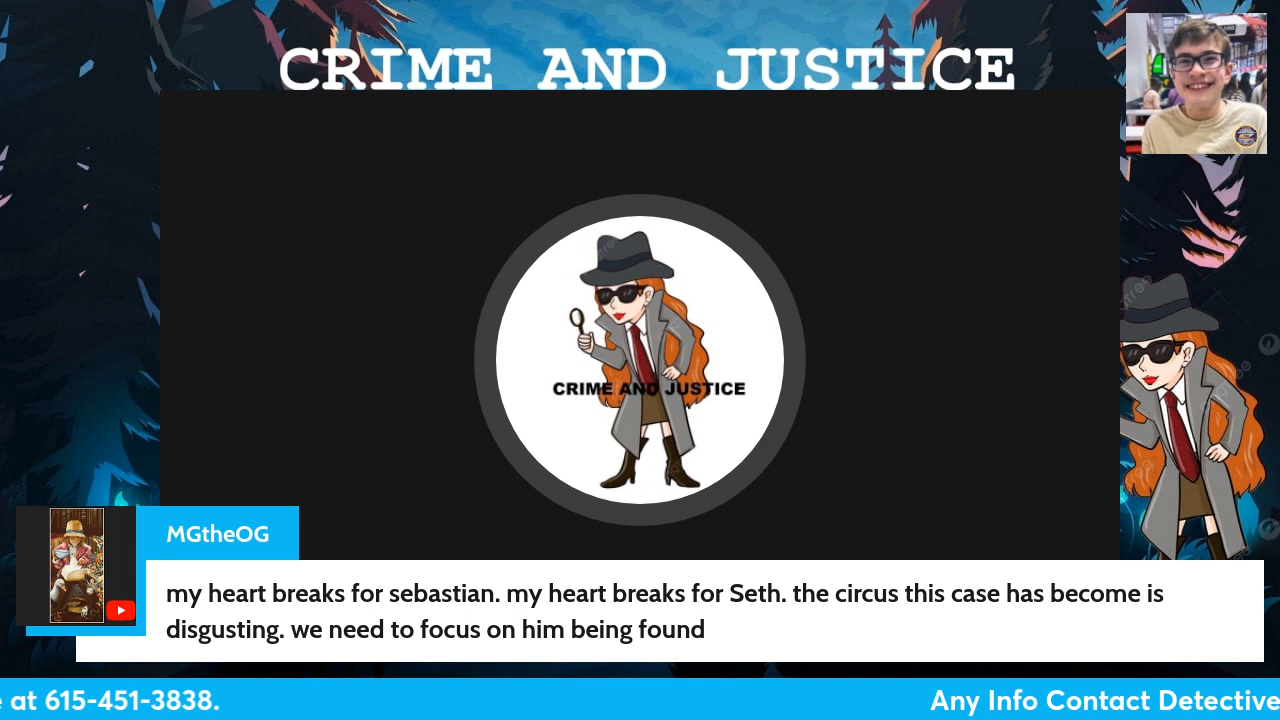 CRIME AND JUSTICE
CRIME AND JUSTICE
MGtheOG
my heart breaks for sebastian. my heart breaks for Seth. the circus this case has become is
disgusting. we need to focus on him being found
at 615-451-3838.
Any Info Contact Detective